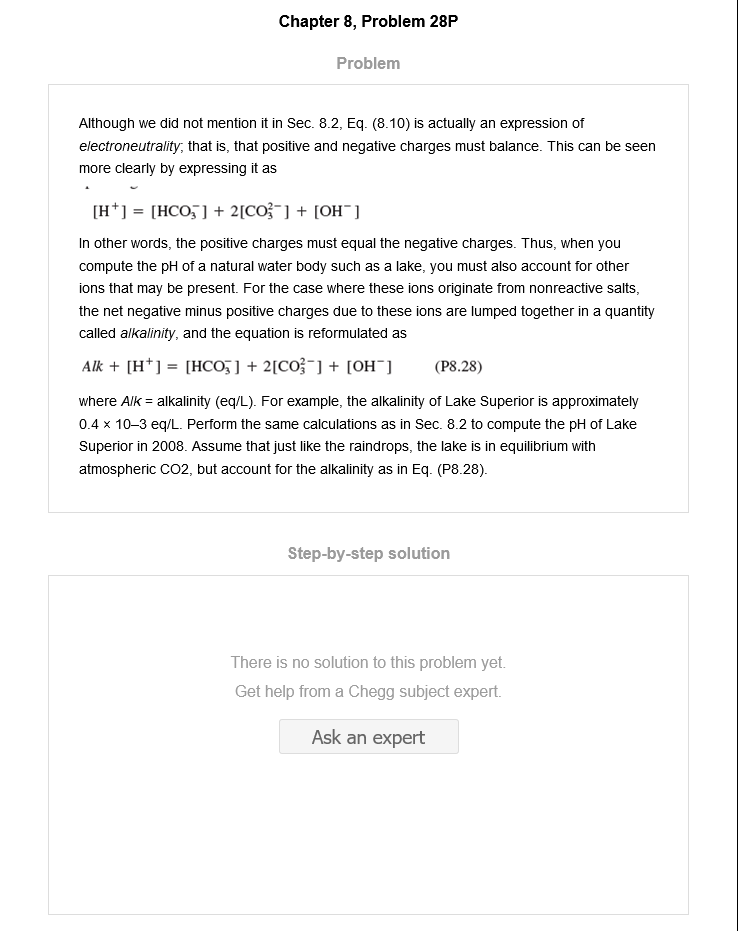 Chapter 8, Problem 28P
Problem
Although we did not mention it in Sec. 8.2, Eq. (8.10) is actually an expression of
electroneutrality; that is, that positive and negative charges must balance. This can be seen
more clearly by expressing it as
[H⁺] = [HCO₃⁻] + 2[CO₃²⁻] + [OH⁻]
In other words, the positive charges must equal the negative charges. Thus, when you
compute the pH of a natural water body such as a lake, you must also account for other
ions that may be present. For the case where these ions originate from nonreactive salts,
the net negative minus positive charges due to these ions are lumped together in a quantity
called alkalinity, and the equation is reformulated as
Alk + [H⁺] = [HCO₃⁻] + 2[CO₃²⁻] + [OH⁻] (P8.28)
where Alk = alkalinity (eq/L). For example, the alkalinity of Lake Superior is approximately
0.4 × 10–3 eq/L. Perform the same calculations as in Sec. 8.2 to compute the pH of Lake
Superior in 2008. Assume that just like the raindrops, the lake is in equilibrium with
atmospheric CO2, but account for the alkalinity as in Eq. (P8.28).
Step-by-step solution
There is no solution to this problem yet.
Get help from a Chegg subject expert.
Ask an expert